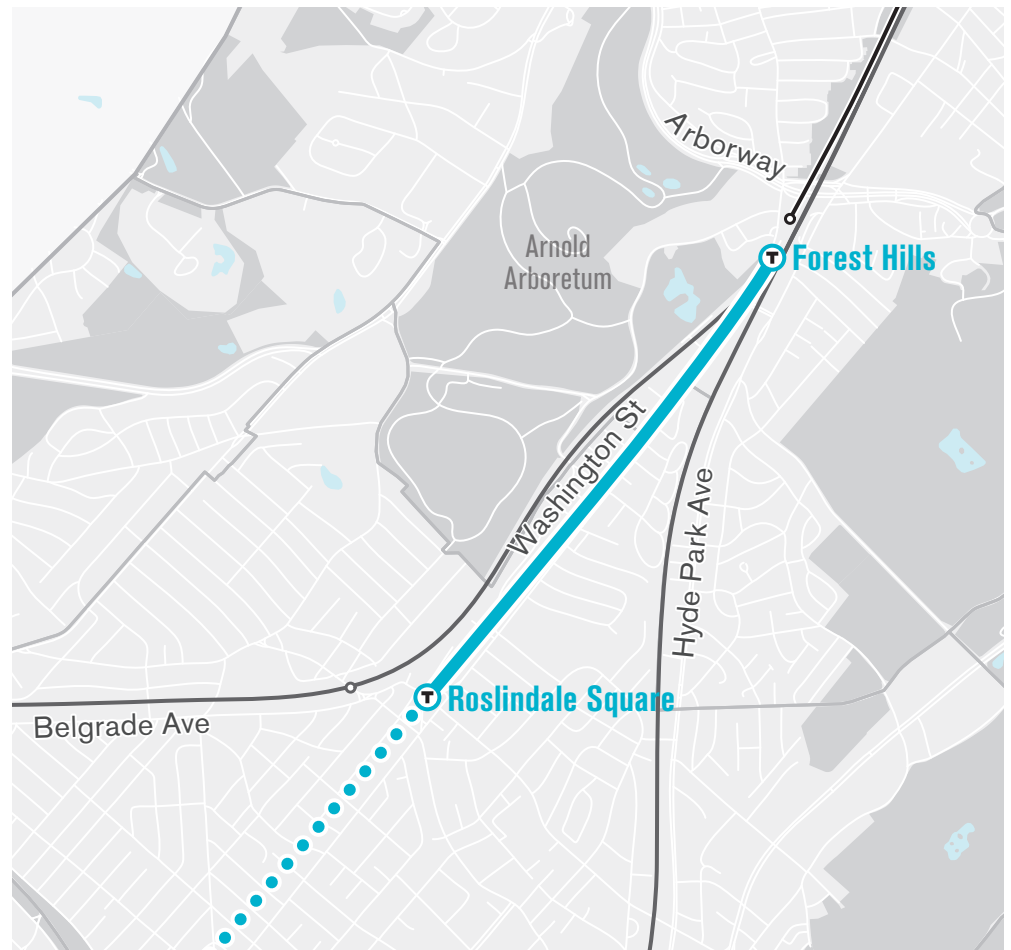 Arborway
Arnold
Arboretum
T Forest Hills
Washington St
Hyde Park Ave
T Roslindale Square
Belgrade Ave